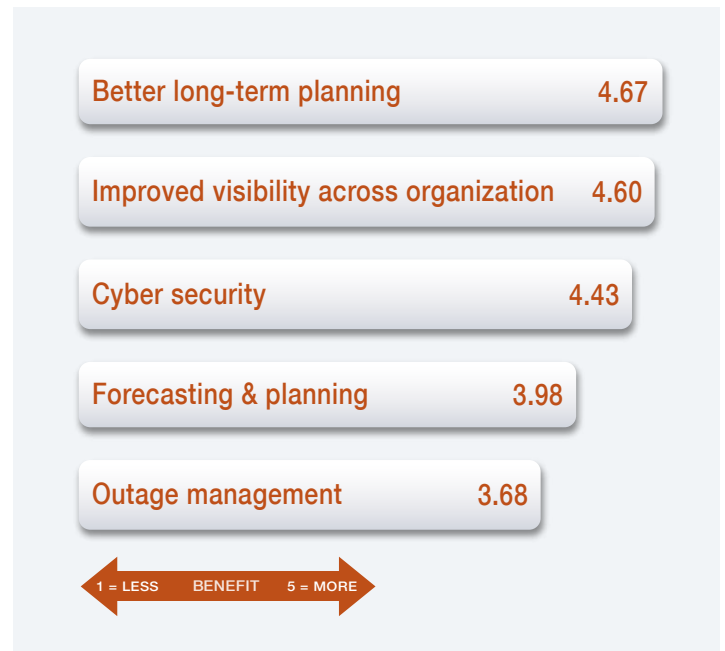 Better long-term planning 4.67
Improved visibility across organization 4.60
Cyber security 4.43
Forecasting & planning 3.98
Outage management 3.68
1 = LESS BENEFIT 5 = MORE